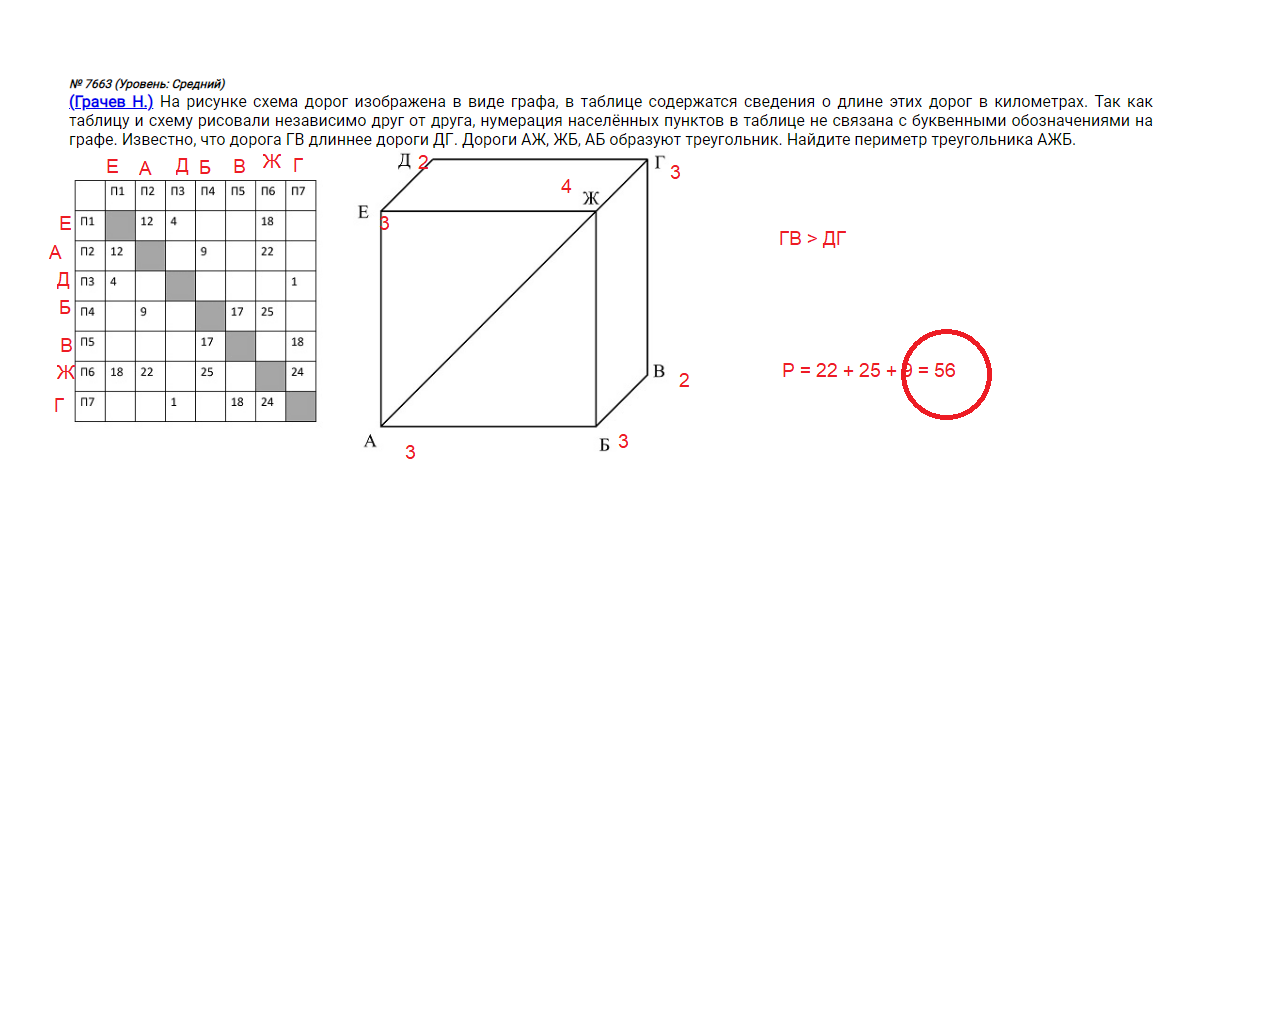 № 7663 (Уровень: Средний)
(Грачев Н.) На рисунке схема дорог изображена в виде графа, в таблице содержатся сведения о длине этих дорог в километрах. Так как
таблицу и схему рисовали независимо друг от друга, нумерация населённых пунктов в таблице не связана с буквенными обозначениями на
графе. Известно, что дорога ГВ длиннее дороги ДГ. Дороги АЖ, ЖБ, АБ образуют треугольник. Найдите периметр треугольника АЖБ.
Е А Д Б В Ж Г
П1 П2 П3 П4 П5 П6 П7
Е П1 12 4 18
А П2 12 9 22
Д П3 4 1
Б П4 9 17 25
В П5 17 18
Ж П6 18 22 25 24
Г П7 1 18 24
Д 2
Г 3
4
Ж
Е
3
В 2
А
3
Б 3
ГВ > ДГ
Р = 22 + 25 + 9 = 56